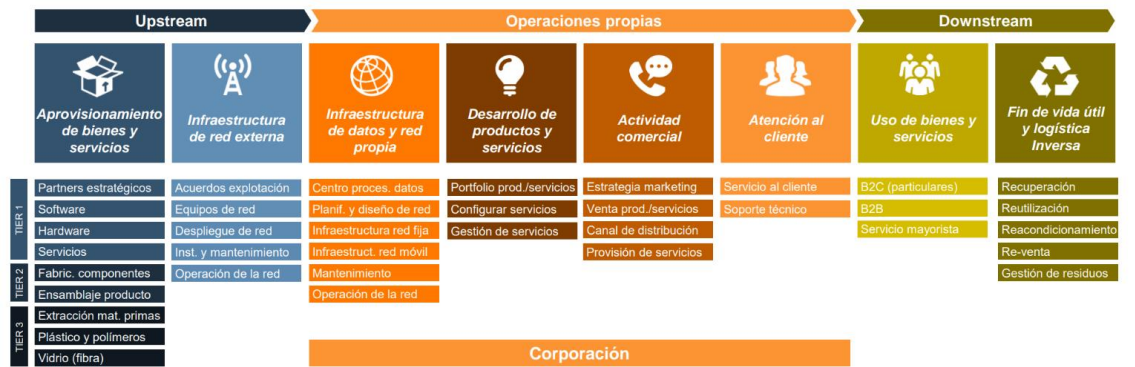 Upstream
Operaciones propias
Downstream
Aprovisionamiento
de bienes y
servicios
Infraestructura
de red externa
Infraestructura
de datos y red
propia
Desarrollo de
productos y
servicios
Actividad
comercial
Atención al
cliente
Uso de bienes y
servicios
Fin de vida útil
y logística
Inversa
TIER 1
Partners estratégicos
Software
Hardware
Servicios
TIER 2
Fabric. componentes
Ensamblaje producto
TIER 3
Extracción mat. primas
Plástico y polímeros
Vidrio (fibra)
Acuerdos explotación
Equipos de red
Despliegue de red
Inst. y mantenimiento
Operación de la red
Centro proces. datos
Planif. y diseño de red
Infraestructura red fija
Infraestruct. red móvil
Mantenimiento
Operación de la red
Portfolio prod./servicios
Configurar servicios
Gestión de servicios
Estrategia marketing
Venta prod./servicios
Canal de distribución
Provisión de servicios
Servicio al cliente
Soporte técnico
B2C (particulares)
B2B
Servicio mayorista
Recuperación
Reutilización
Reacondicionamiento
Re-venta
Gestión de residuos
Corporación